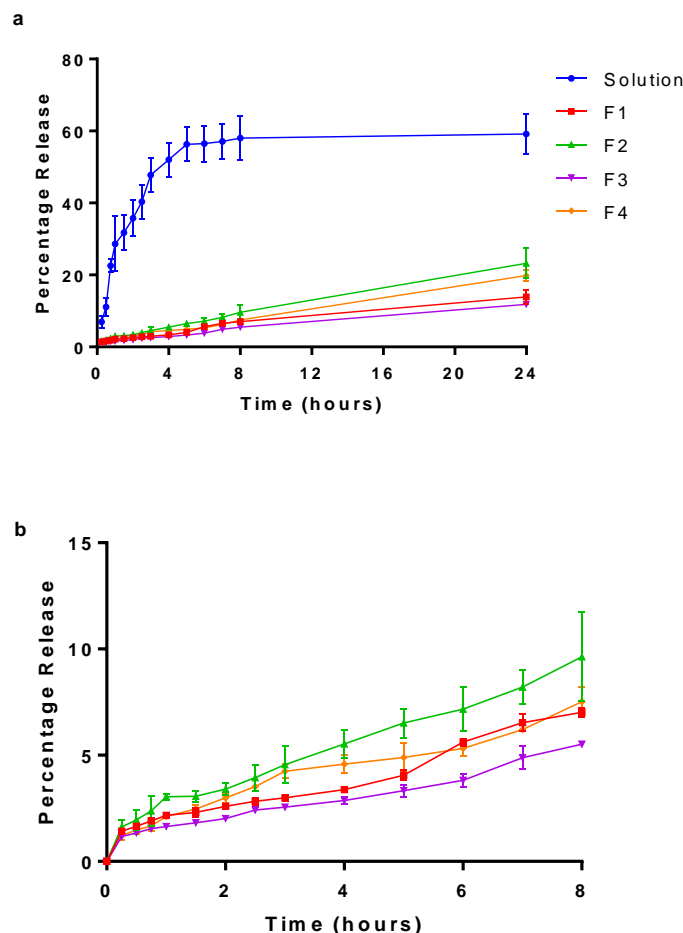 a
Percentage Release
80
60
40
20
0
0 4 8 12 16 20 24
Time (hours)
Solution
F1
F2
F3
F4
b
Percentage Release
15
10
5
0
0 2 4 6 8
Time (hours)